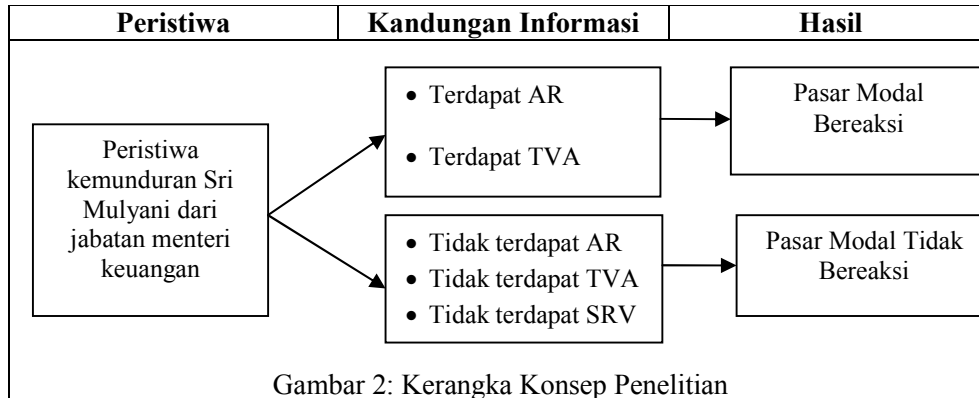 Peristiwa
Kandungan Informasi
Hasil
Peristiwa
kemunduran Sri
Mulyani dari
jabatan menteri
keuangan
• Terdapat AR
• Terdapat TVA
Pasar Modal
Bereaksi
• Tidak terdapat AR
• Tidak terdapat TVA
• Tidak terdapat SRV
Pasar Modal Tidak
Bereaksi
Gambar 2: Kerangka Konsep Penelitian